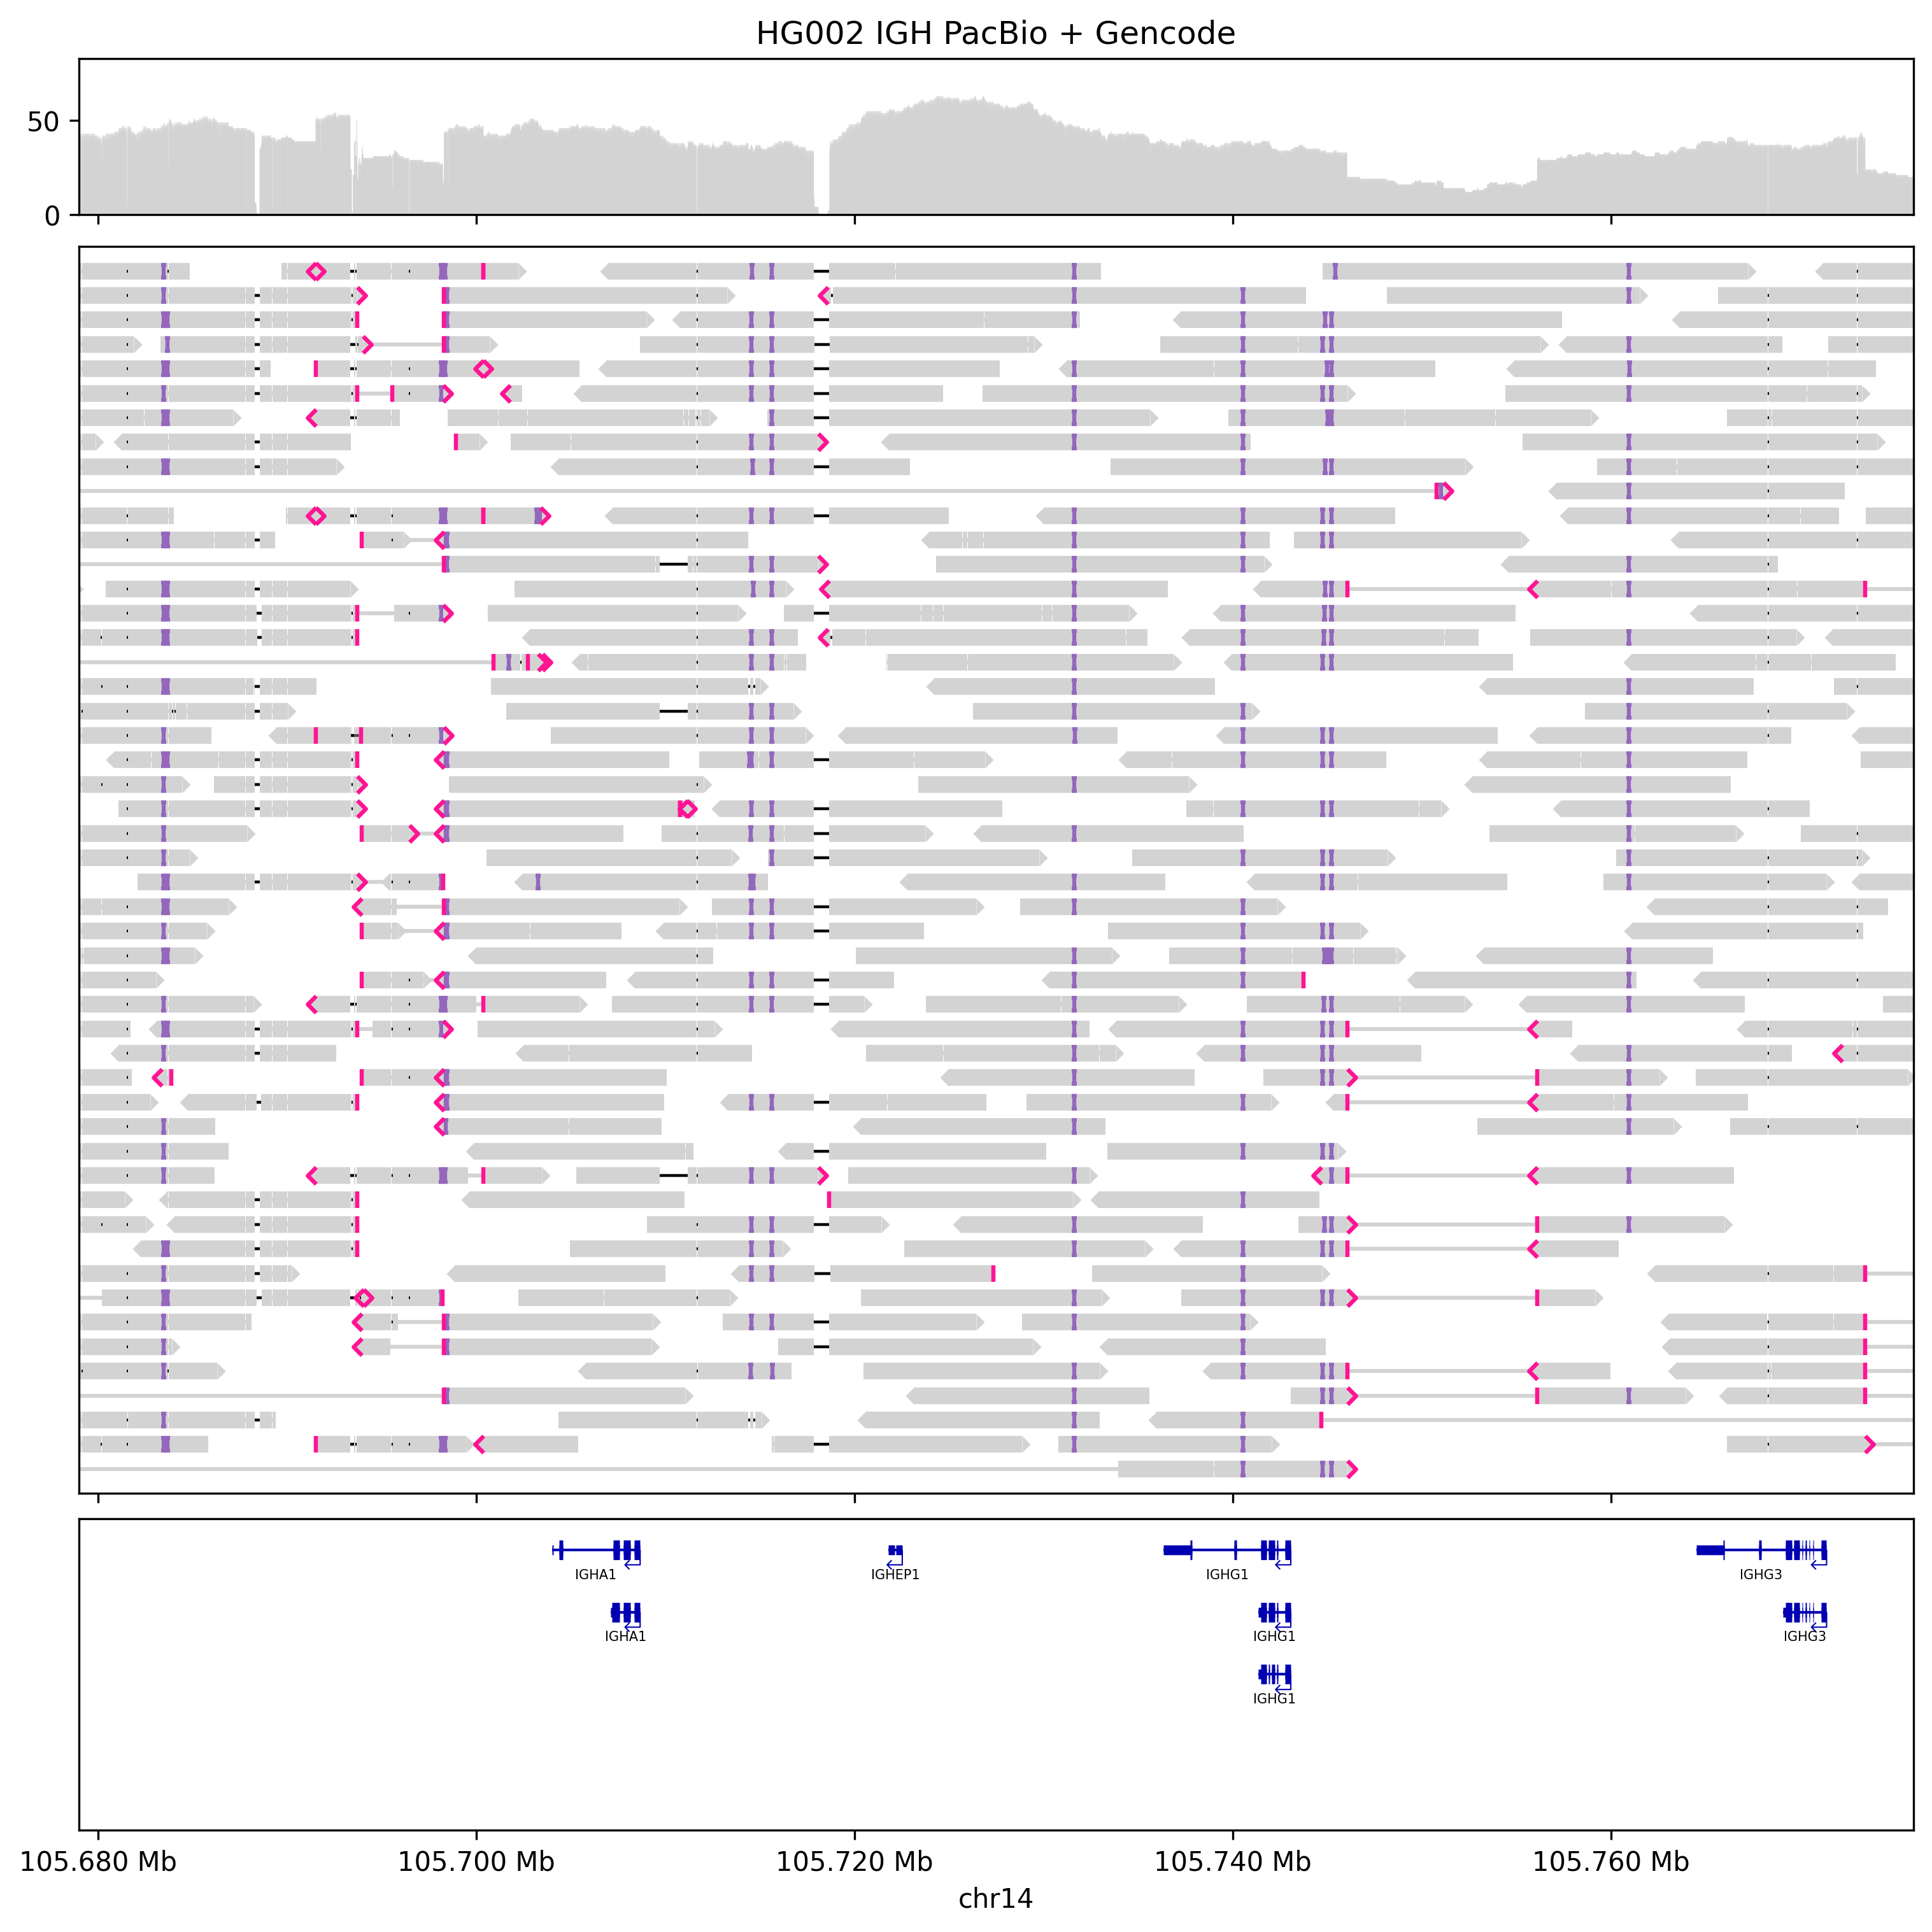 HG002 IGH PacBio + Gencode
50
0
IGHA1 IGHEP1 IGHG1 IGHG3
IGHA1 IGHG1 IGHG3
IGHG1
105.680 Mb 105.700 Mb 105.720 Mb 105.740 Mb 105.760 Mb
chr14